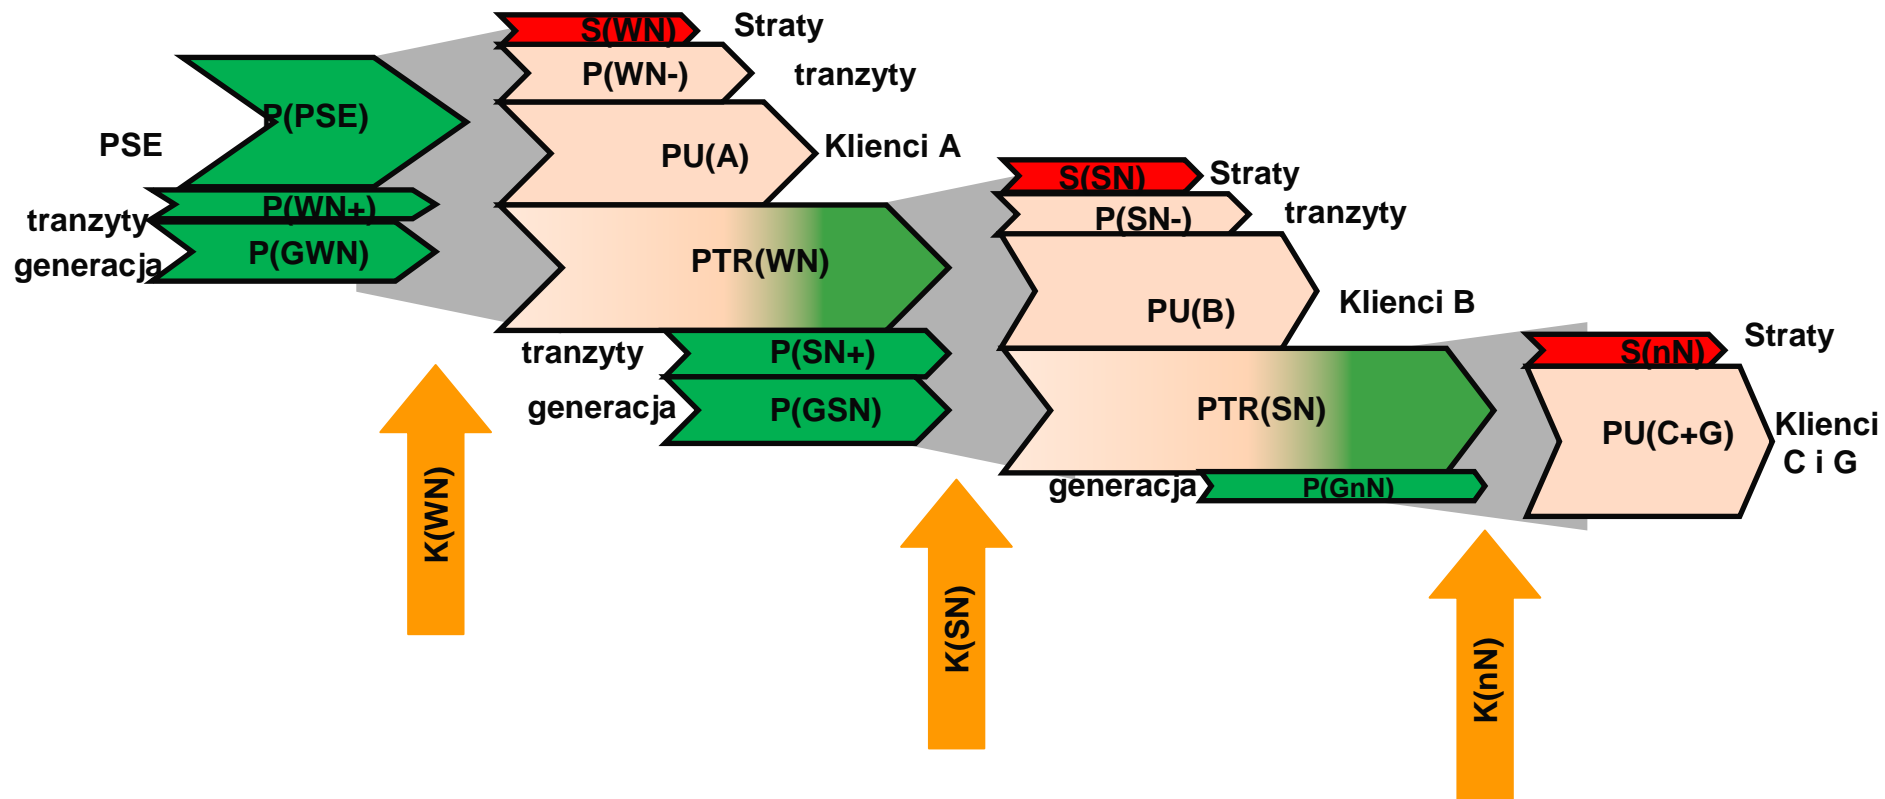 S(WN)
Straty
P(WN-)
tranzyty
P(PSE)
PSE
PU(A)
Klienci A
P(WN+)
tranzyty
P(GWN)
generacja
PTR(WN)
S(SN)
Straty
P(SN-)
tranzyty
PU(B)
Klienci B
tranzyty
P(SN+)
generacja
P(GSN)
PTR(SN)
S(nN)
Straty
PU(C+G)
Klienci
C i G
generacja
P(GnN)
K(WN)
K(SN)
K(nN)